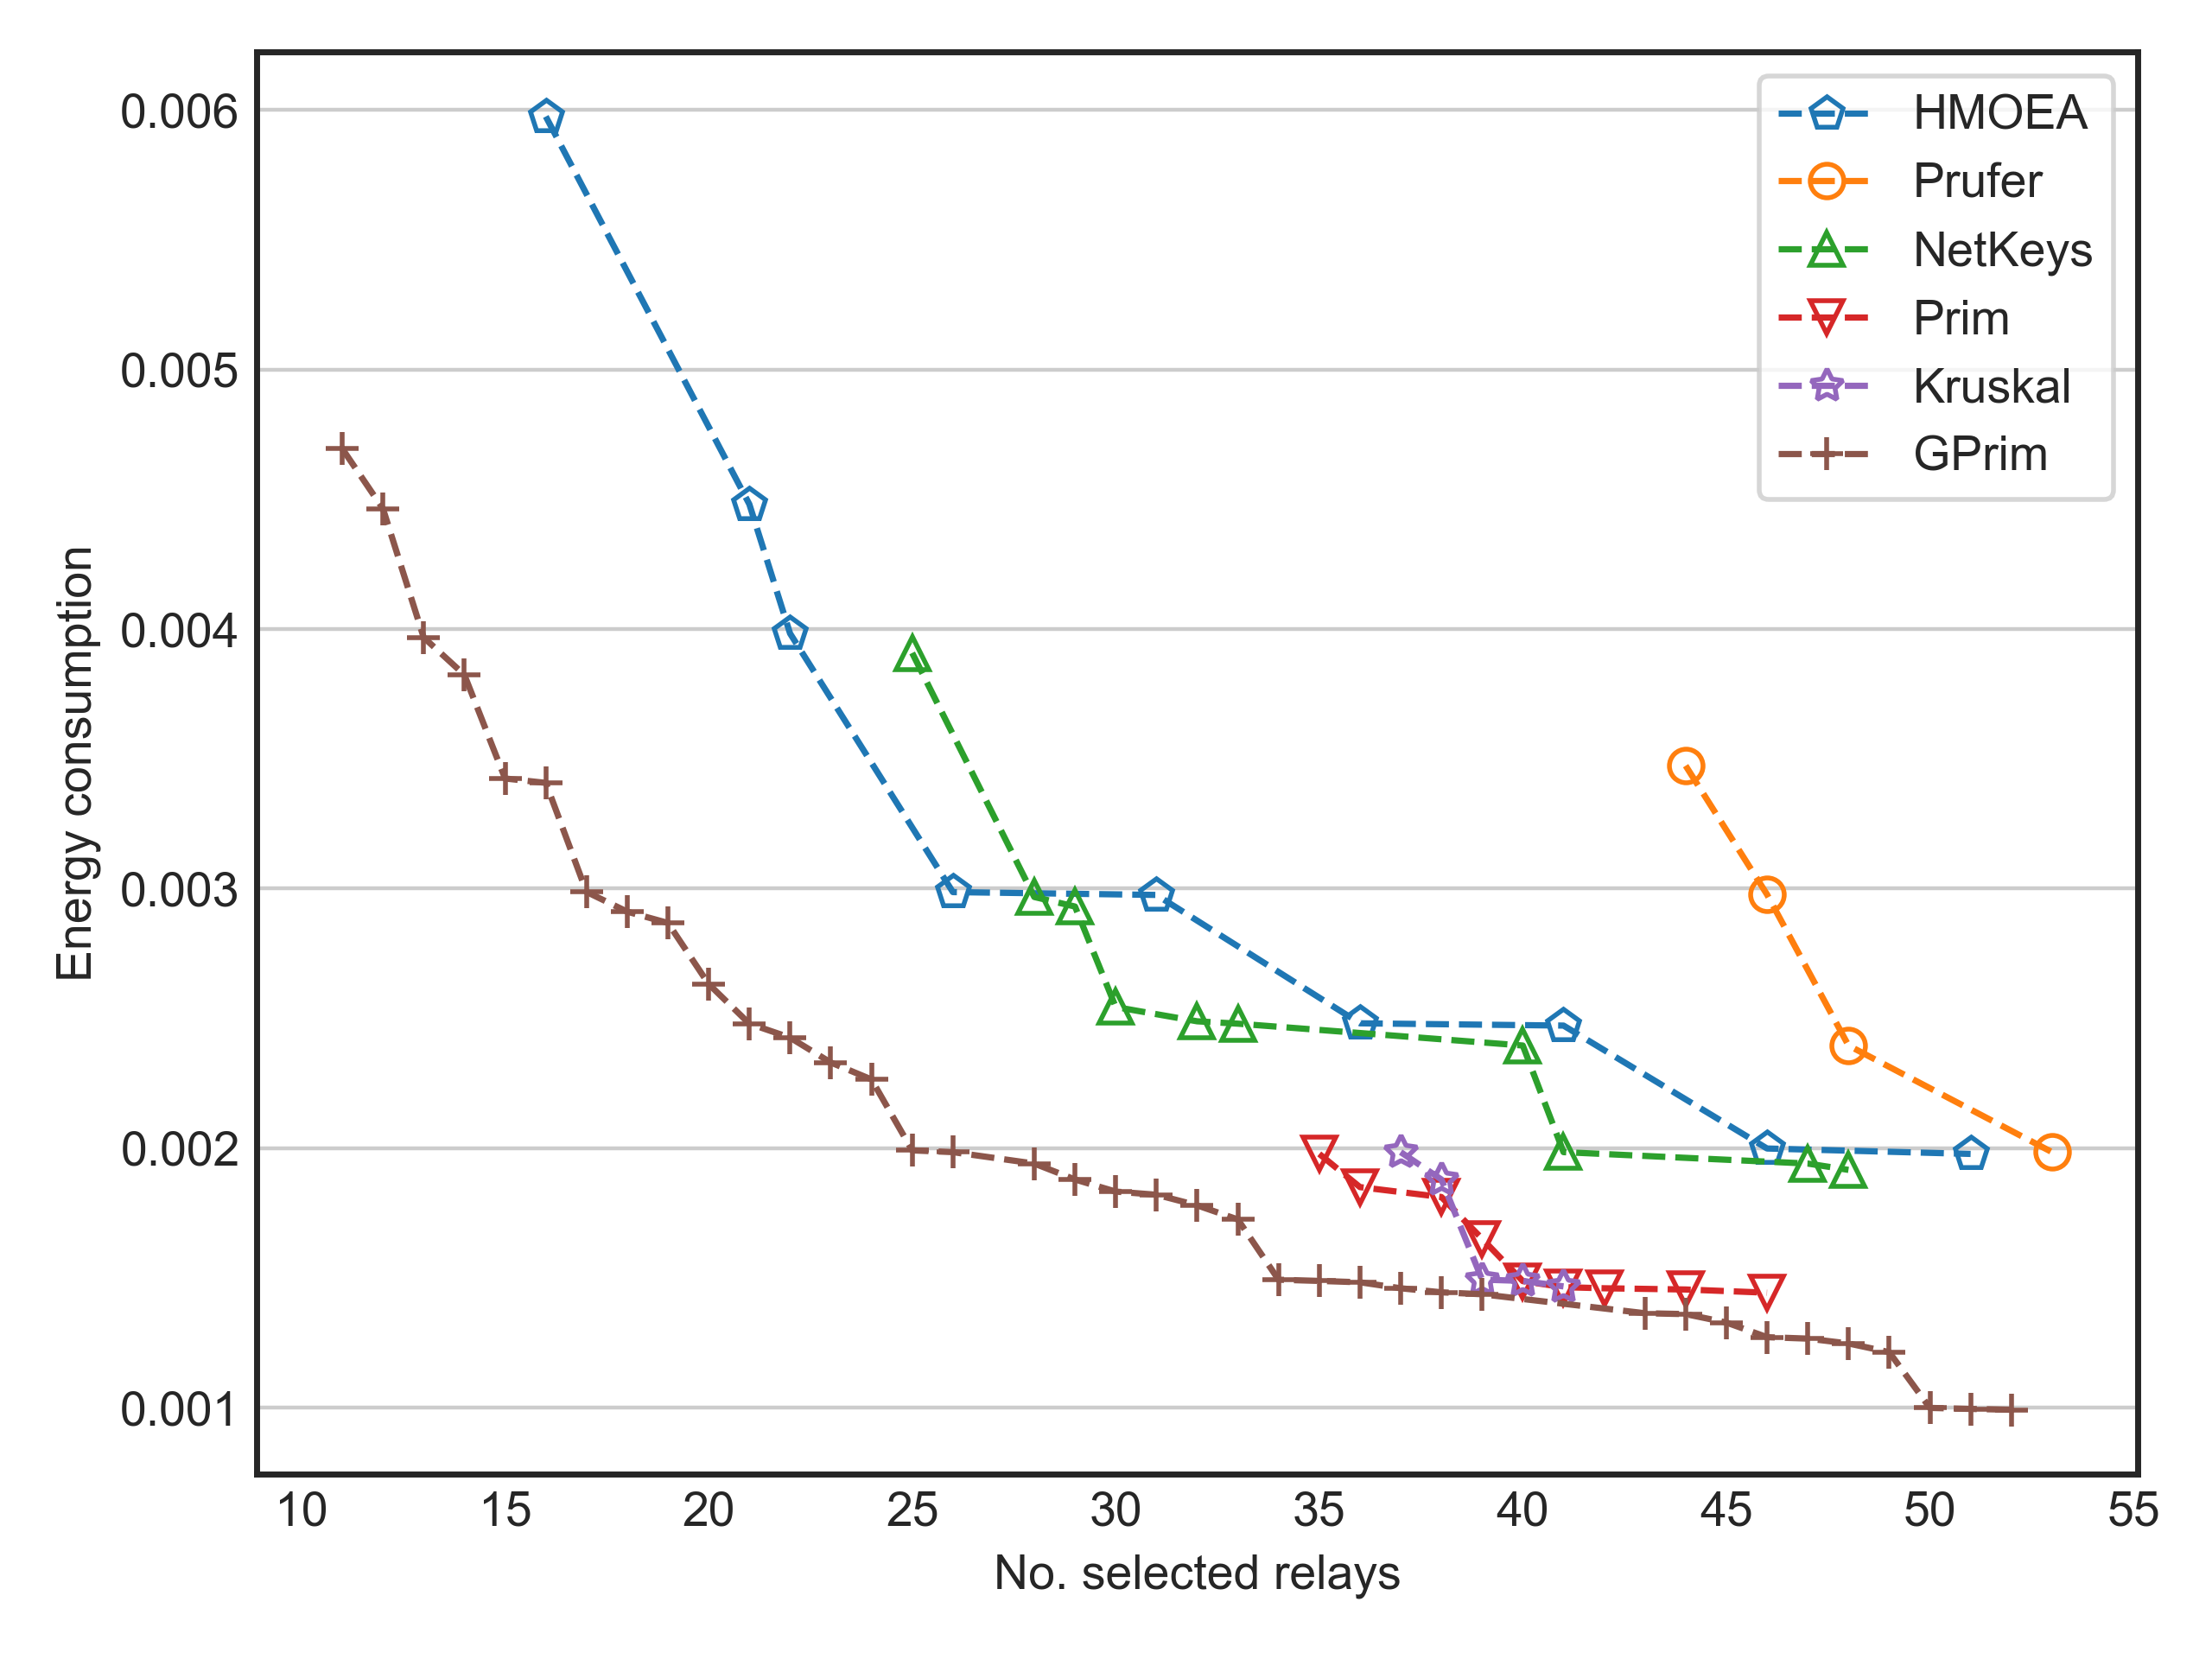 HMOEA
Prufer
NetKeys
Prim
Kruskal
GPrim
Energy consumption
0.006
0.005
0.004
0.003
0.002
0.001
10 15 20 25 30 35 40 45 50 55
No. selected relays